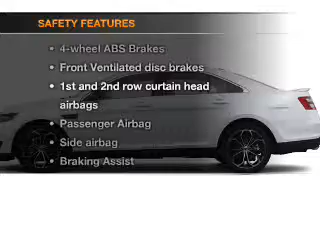 SAFETY FEATURES
• 4-wheel ABS Brakes
• Front Ventilated disc brakes
• 1st and 2nd row curtain head
airbags
• Passenger Airbag
• Side airbag
• Braking Assist